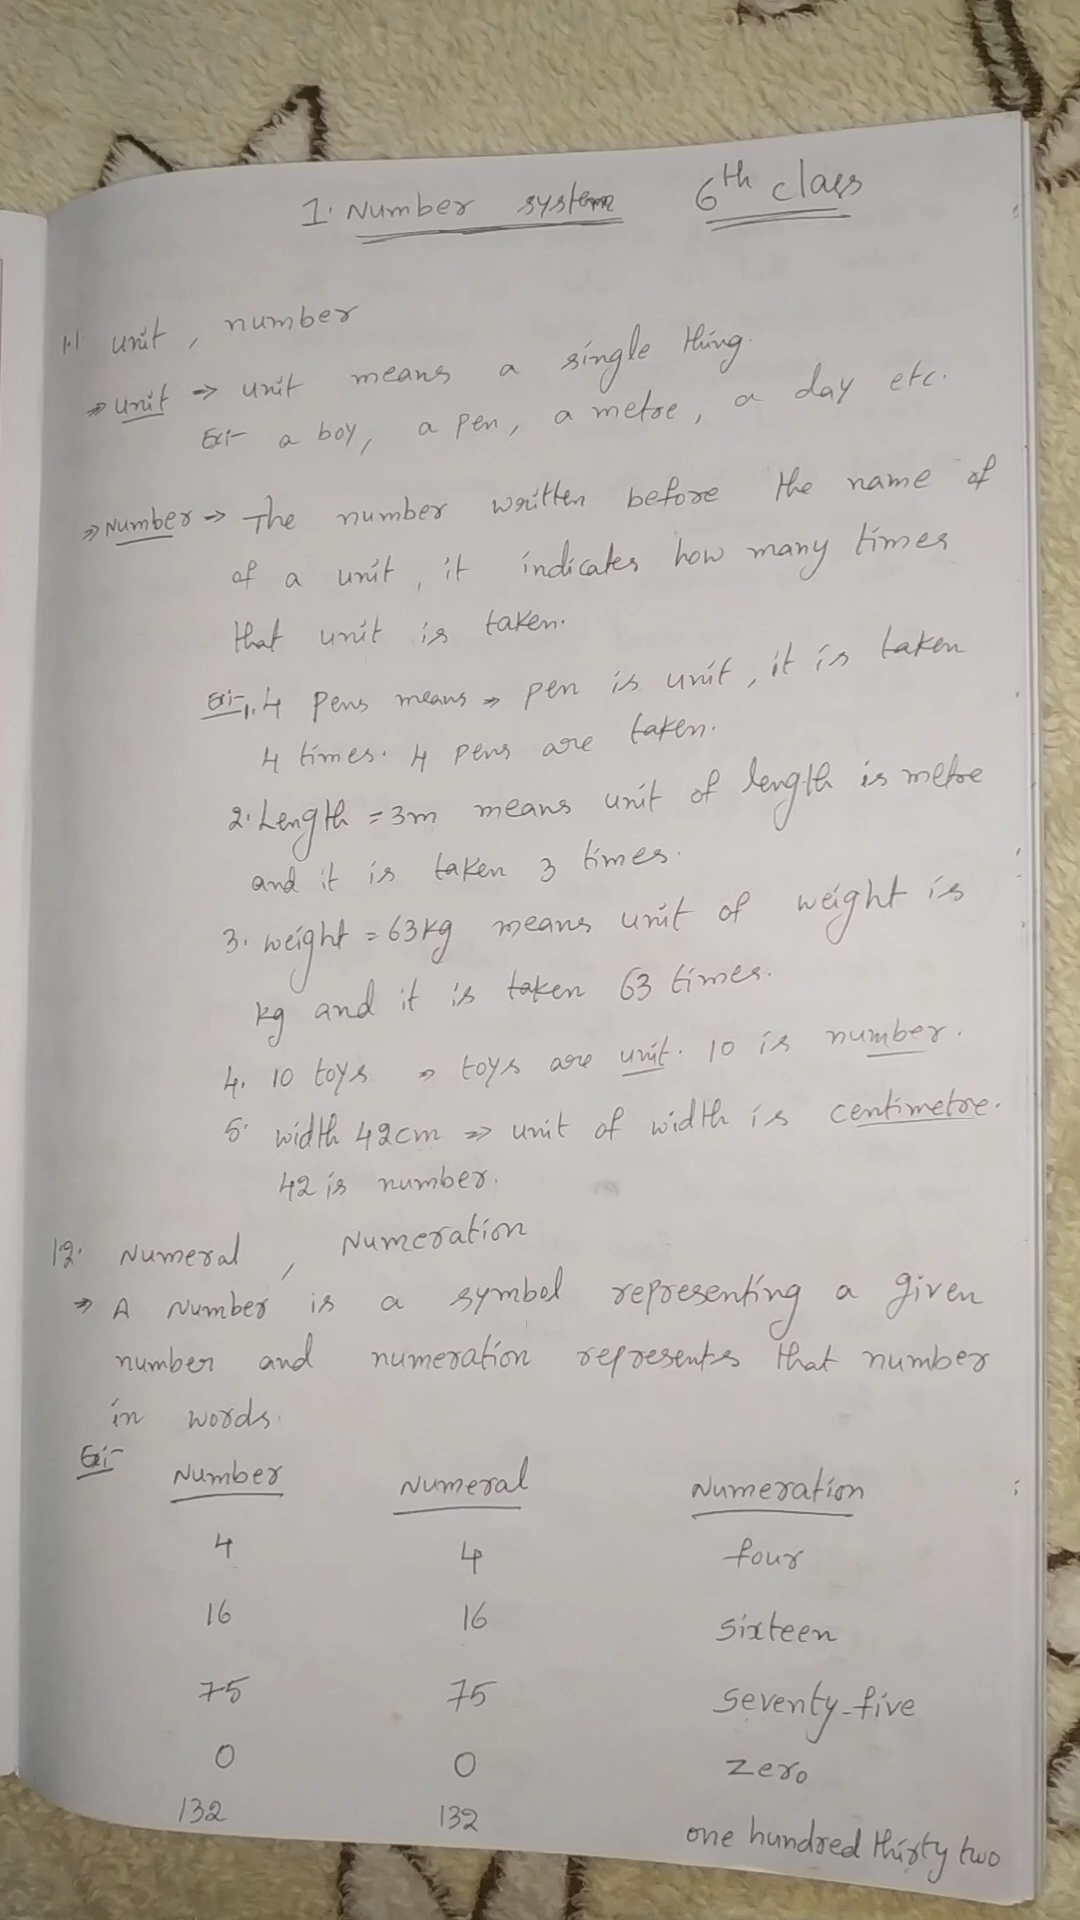 1. Number system 6th class
1.1 unit, number
⇒ unit → unit means a single thing.
Ex:- a boy, a pen, a metre, a day etc.
⇒ Number → The number written before the name of
of a unit, it indicates how many times
that unit is taken.
Ex:- 1. 4 pens means ⇒ pen is unit, it is taken
4 times. 4 pens are taken.
2. Length = 3m means unit of length is metre
and it is taken 3 times.
3. weight = 63kg means unit of weight is
kg and it is taken 63 times.
4. 10 toys ⇒ toys are unit. 10 is number.
5. width 42cm ⇒ unit of width is centimetre.
42 is number.
1.2. Numeral, Numeration
⇒ A Number is a symbol representing a given
number and numeration represents that number
in words.
Ex:-
Number Numeral Numeration
4 4 four
16 16 sixteen
75 75 seventy-five
0 0 zero
132 132 one hundred thirty two